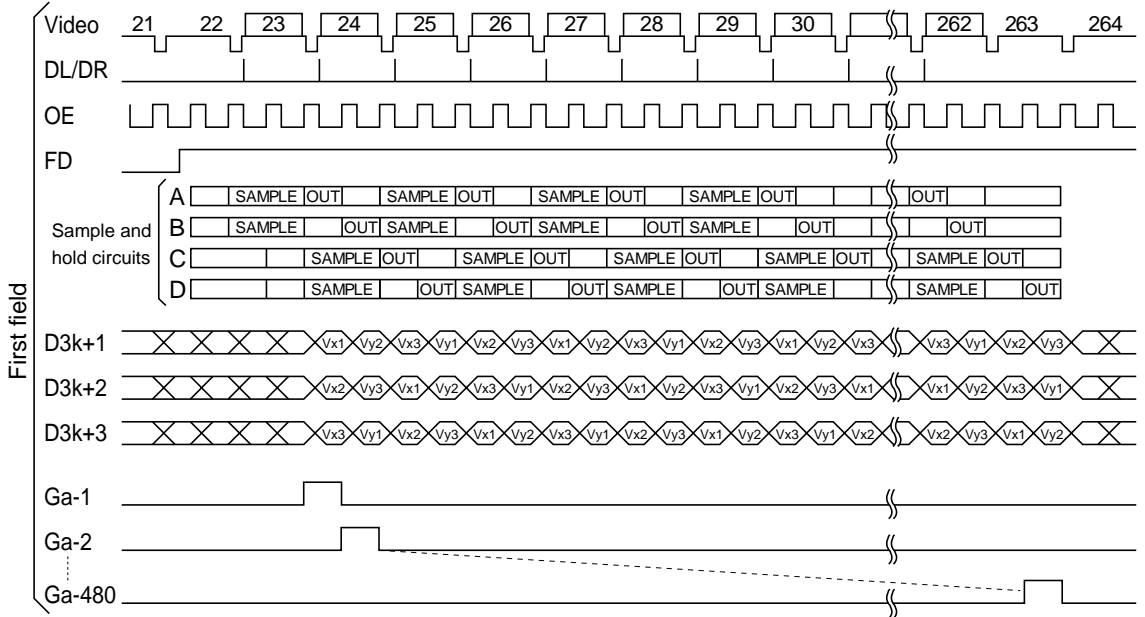 First field
Video 21 22 23 24 25 26 27 28 29 30 262 263 264
DL/DR
OE
FD
Sample and hold circuits
A SAMPLE OUT SAMPLE OUT SAMPLE OUT SAMPLE OUT OUT
B SAMPLE OUT SAMPLE OUT SAMPLE OUT SAMPLE OUT OUT
C SAMPLE OUT SAMPLE OUT SAMPLE OUT SAMPLE OUT SAMPLE OUT
D SAMPLE OUT SAMPLE OUT SAMPLE OUT SAMPLE OUT SAMPLE OUT
D3k+1 Vx1 Vy2 Vx3 Vy1 Vx2 Vy3 Vx1 Vy2 Vx3 Vy1 Vx2 Vy3 Vx1 Vy2 Vx3 Vx3 Vy1 Vx2 Vy3
D3k+2 Vx2 Vy3 Vx1 Vy2 Vx3 Vy1 Vx2 Vy3 Vx1 Vy2 Vx3 Vy1 Vx2 Vy3 Vx1 Vx1 Vy2 Vx3 Vy1
D3k+3 Vx3 Vy1 Vx2 Vy3 Vx1 Vy2 Vx3 Vy1 Vx2 Vy3 Vx1 Vy2 Vx3 Vy1 Vx2 Vx2 Vy3 Vx1 Vy2
Ga-1
Ga-2
Ga-480